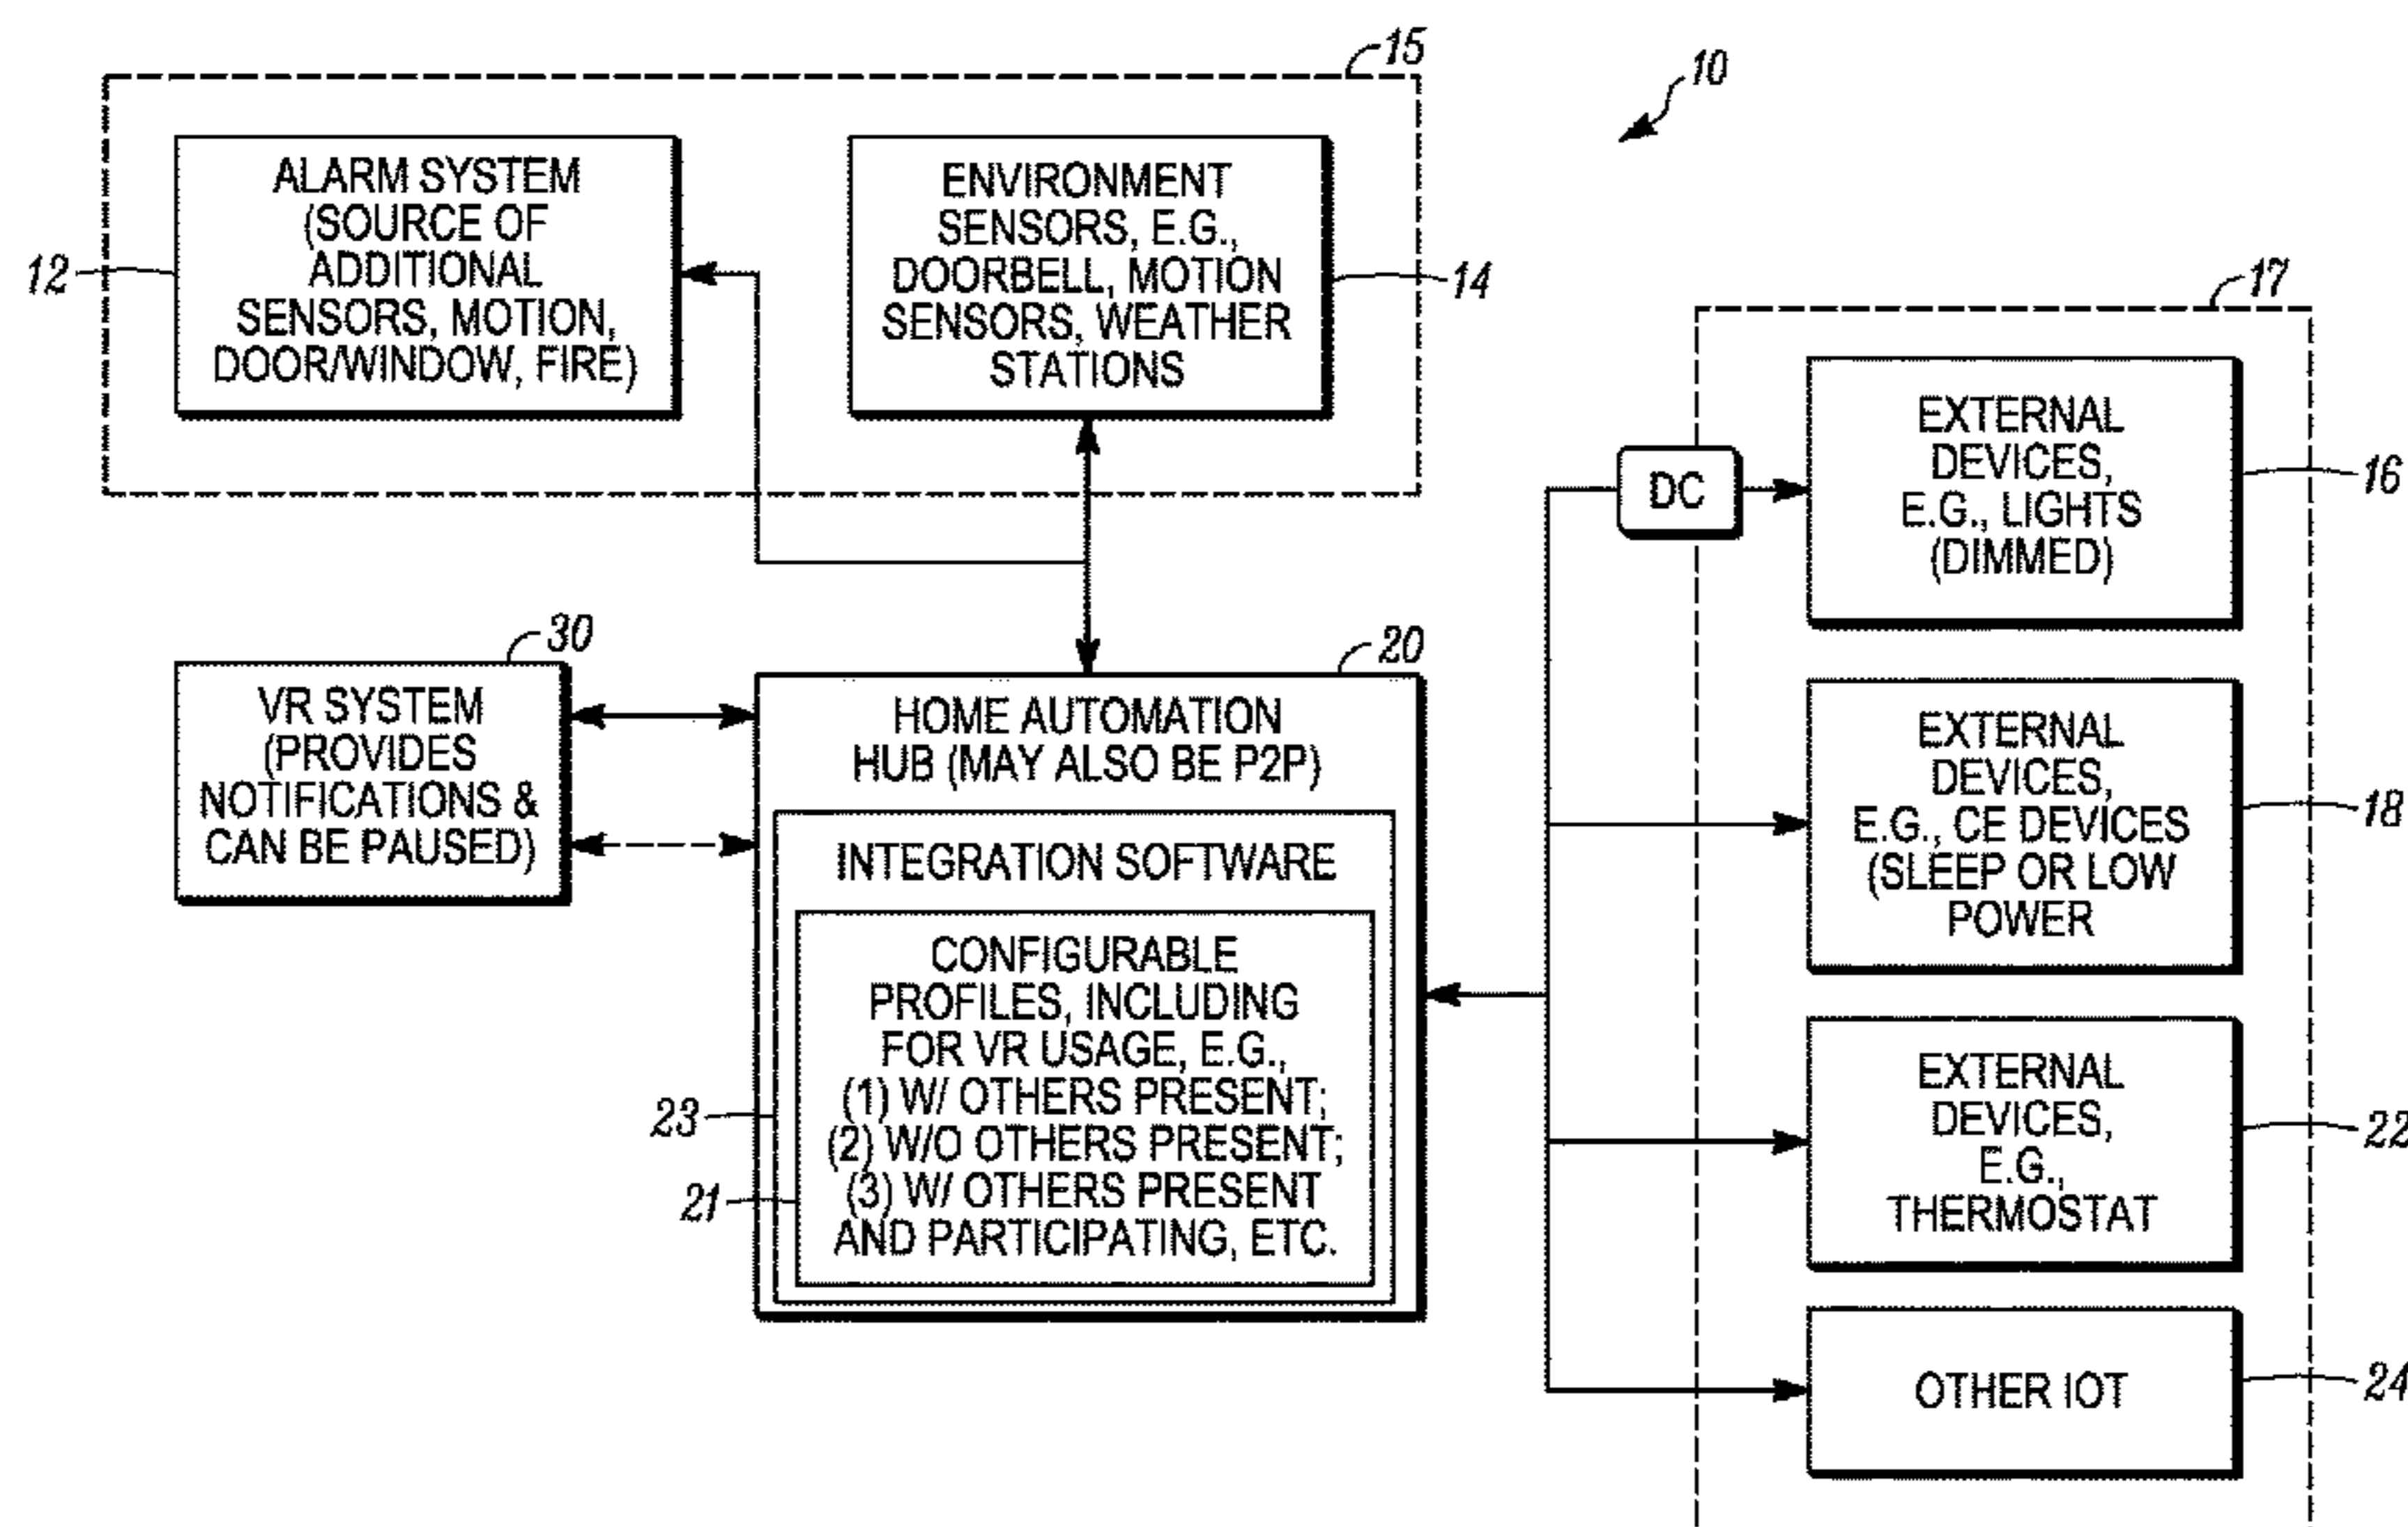 15
10
ALARM SYSTEM
(SOURCE OF
ADDITIONAL
SENSORS, MOTION,
DOOR/WINDOW, FIRE)
12
ENVIRONMENT
SENSORS, E.G.,
DOORBELL, MOTION
SENSORS, WEATHER
STATIONS
14
17
EXTERNAL
DEVICES,
E.G., LIGHTS
(DIMMED)
16
DC
30
VR SYSTEM
(PROVIDES
NOTIFICATIONS &
CAN BE PAUSED)
20
HOME AUTOMATION
HUB (MAY ALSO BE P2P)
INTEGRATION SOFTWARE
CONFIGURABLE
PROFILES, INCLUDING
FOR VR USAGE, E.G.,
(1) W/ OTHERS PRESENT;
(2) W/O OTHERS PRESENT;
(3) W/ OTHERS PRESENT
AND PARTICIPATING, ETC.
23
21
EXTERNAL
DEVICES,
E.G., CE DEVICES
(SLEEP OR LOW
POWER
18
EXTERNAL
DEVICES,
E.G.,
THERMOSTAT
22
OTHER IOT
24